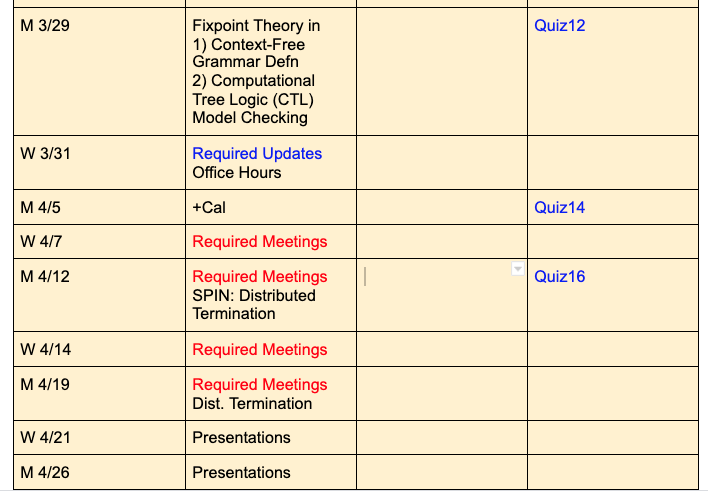 M 3/29
Fixpoint Theory in
1) Context-Free
Grammar Defn
2) Computational
Tree Logic (CTL)
Model Checking
Quiz12
W 3/31
Required Updates
Office Hours
M 4/5
+Cal
Quiz14
W 4/7
Required Meetings
M 4/12
Required Meetings
SPIN: Distributed
Termination
Quiz16
W 4/14
Required Meetings
M 4/19
Required Meetings
Dist. Termination
W 4/21
Presentations
M 4/26
Presentations